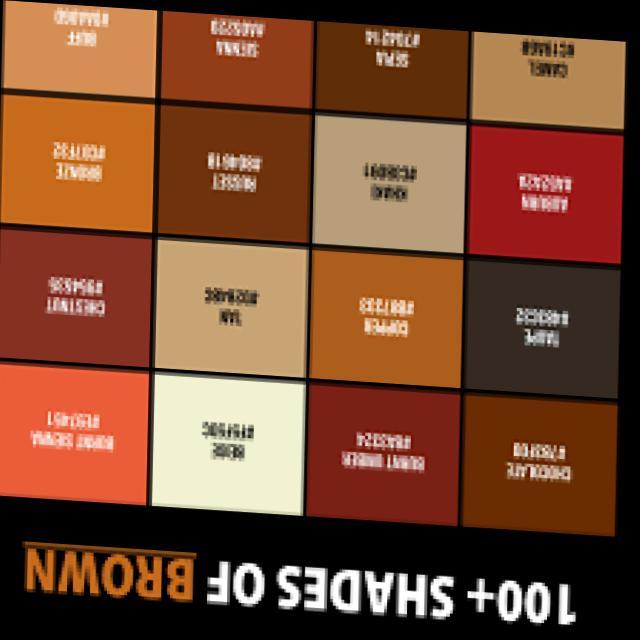 100+ SHADES OF BROWN
CHOCOLATE
#7B3F00
BURNT UMBER
#8A3324
BEIGE
#F5F5DC
BURNT SIENNA
#E97451
TAUPE
#483C32
COPPER
#B87333
TAN
#D2B48C
CHESTNUT
#954535
AUBURN
#A52A2A
KHAKI
#C3B091
RUSSET
#80461B
BRONZE
#CD7F32
CAMEL
#C19A6B
SEPIA
#704214
SIENNA
#A0522D
BUFF
#DAA06D